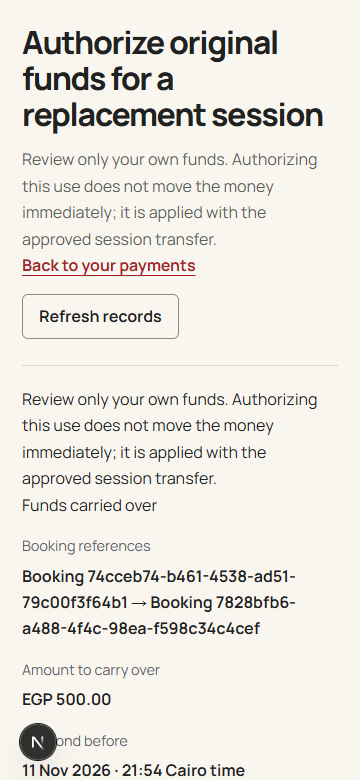 Authorize original
funds for a
replacement session
Review only your own funds. Authorizing
this use does not move the money
immediately; it is applied with the
approved session transfer.
Back to your payments
Refresh records
Review only your own funds. Authorizing
this use does not move the money
immediately; it is applied with the
approved session transfer.
Funds carried over
Booking references
Booking 74cceb74-b461-4538-ad51-
79c00f3f64b1 → Booking 7828bfb6-
a488-4f4c-98ea-f598c34c4cef
Amount to carry over
EGP 500.00
N
ond before
11 Nov 2026 · 21:54 Cairo time